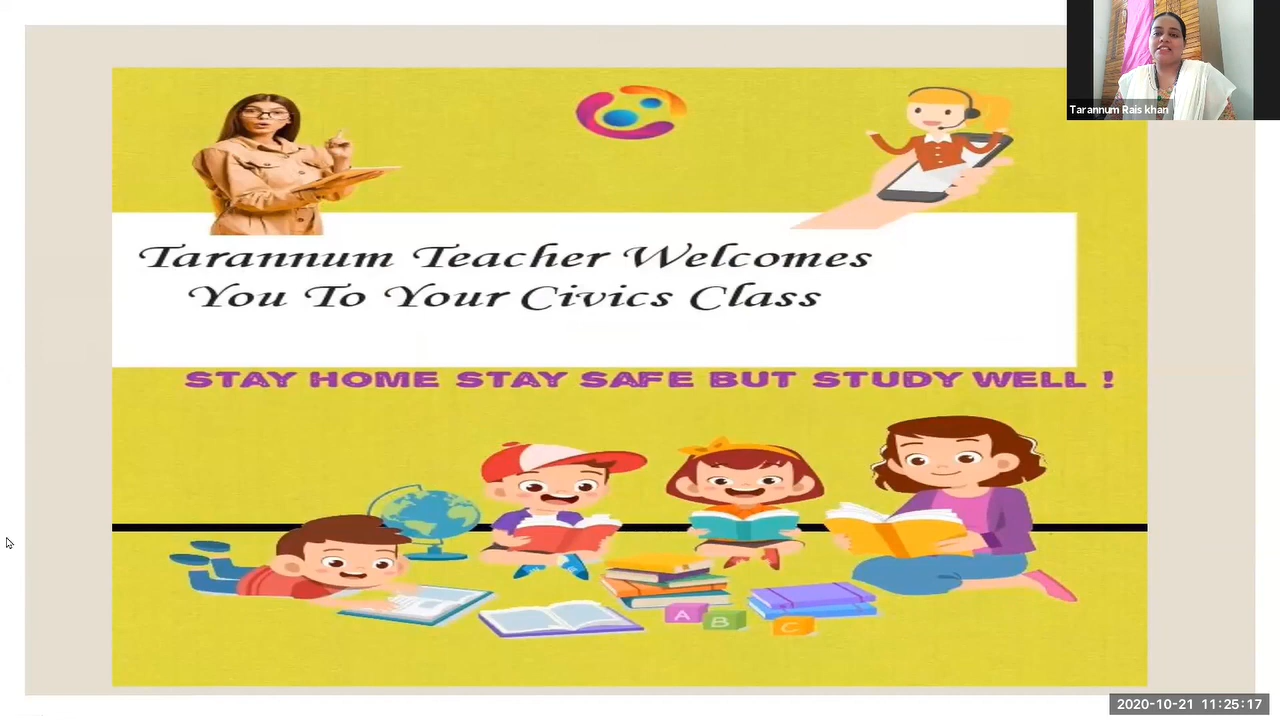 Tarannum Rais khan
Tarannum Teacher Welcomes
You To Your Civics Class
STAY HOME STAY SAFE BUT STUDY WELL !
A B C
2020-10-21 11:25:17